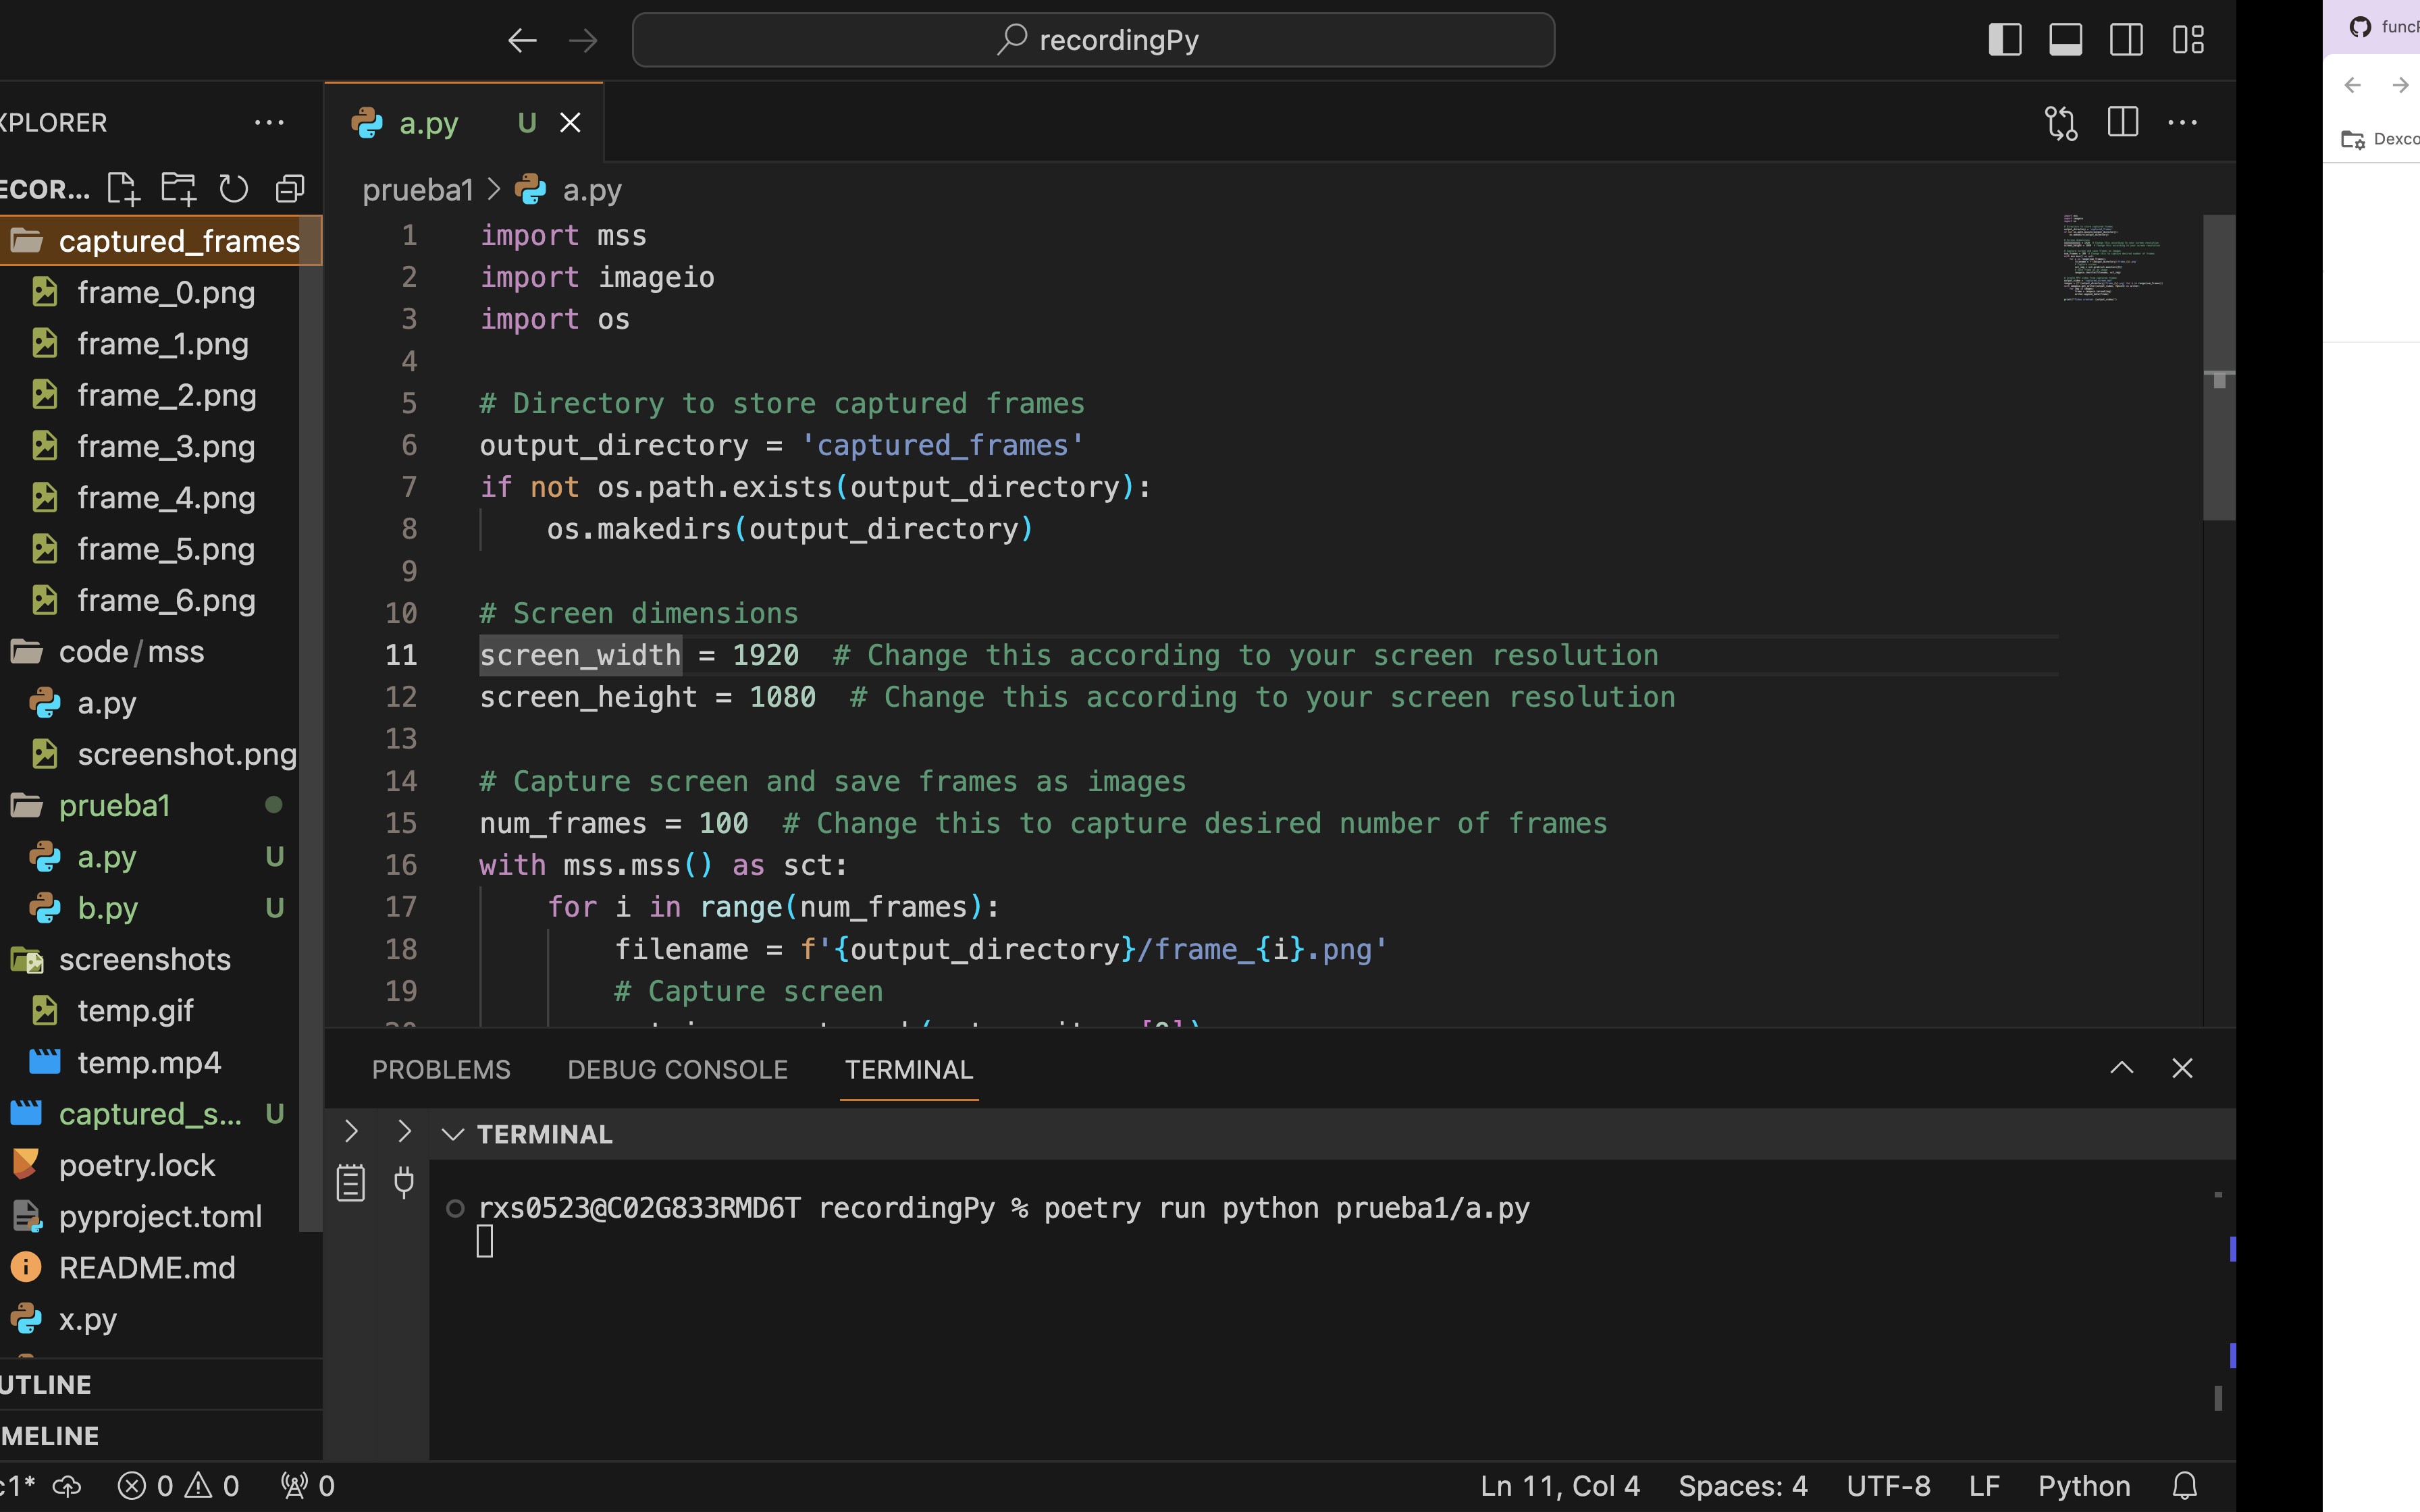 recordingPy
XPLORER
ECOR...
captured_frames
frame_0.png
frame_1.png
frame_2.png
frame_3.png
frame_4.png
frame_5.png
frame_6.png
code/mss
a.py
screenshot.png
prueba1
a.py U
b.py U
screenshots
temp.gif
temp.mp4
captured_s... U
poetry.lock
pyproject.toml
README.md
x.py
UTLINE
MELINE
a.py U
prueba1 > a.py
1 import mss
2 import imageio
3 import os
4
5 # Directory to store captured frames
6 output_directory = 'captured_frames'
7 if not os.path.exists(output_directory):
8 os.makedirs(output_directory)
9
10 # Screen dimensions
11 screen_width = 1920 # Change this according to your screen resolution
12 screen_height = 1080 # Change this according to your screen resolution
13
14 # Capture screen and save frames as images
15 num_frames = 100 # Change this to capture desired number of frames
16 with mss.mss() as sct:
17 for i in range(num_frames):
18 filename = f'{output_directory}/frame_{i}.png'
19 # Capture screen
PROBLEMS DEBUG CONSOLE TERMINAL
TERMINAL
rxs0523@C02G833RMD6T recordingPy % poetry run python prueba1/a.py
c1* 0 0 0 Ln 11, Col 4 Spaces: 4 UTF-8 LF Python
Dexco